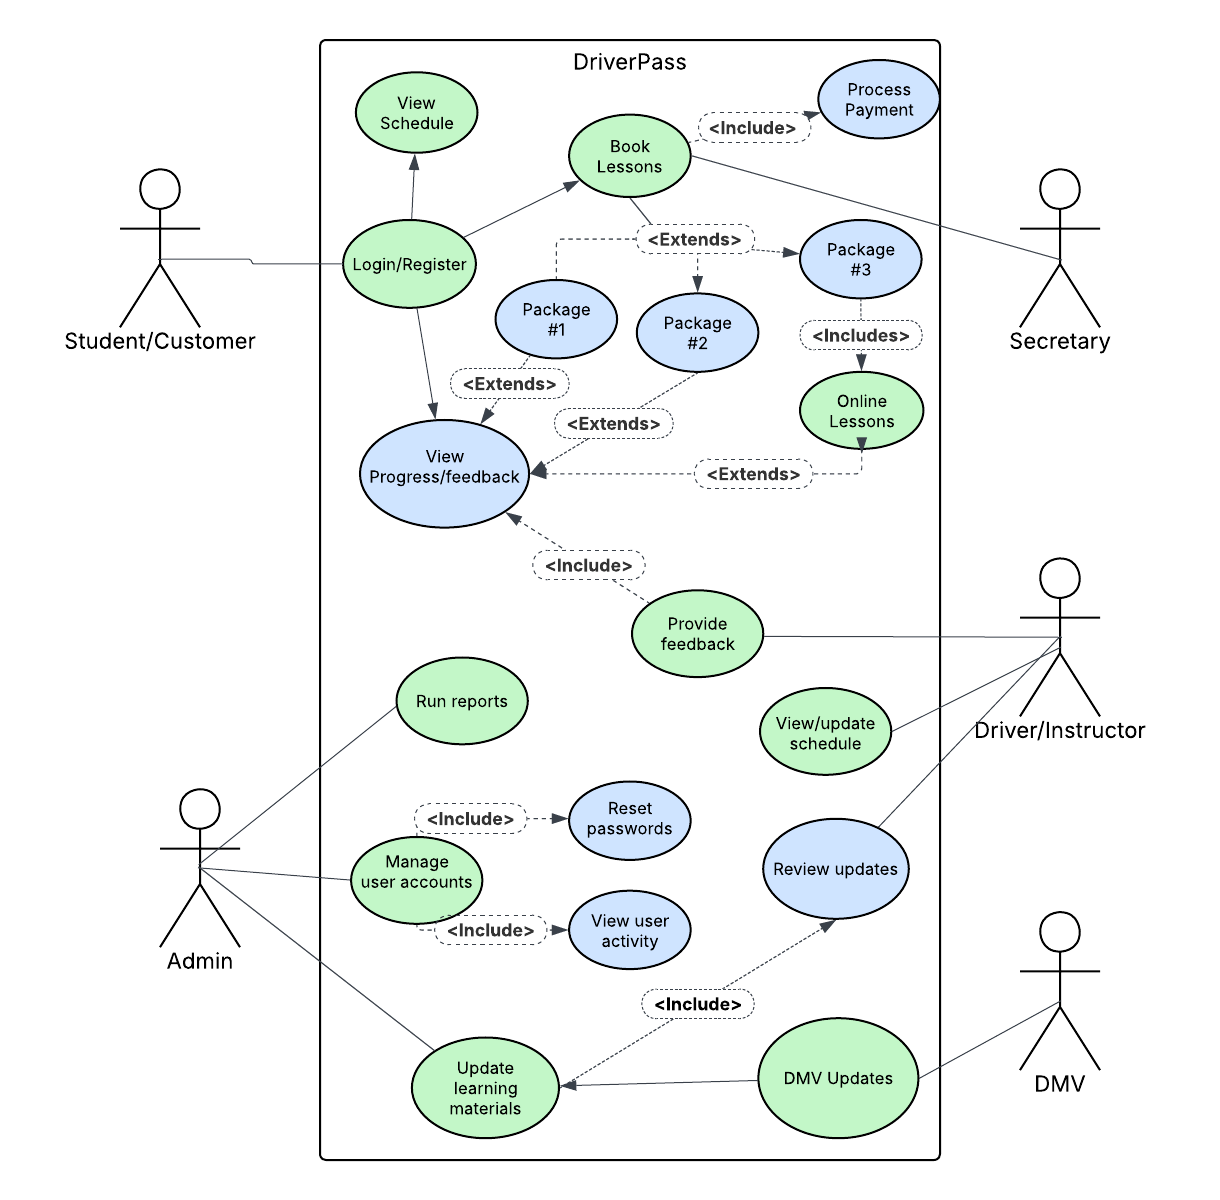 DriverPass
View
Schedule
Process
Payment
<Include>
Book
Lessons
<Extends>
Package
#3
Login/Register
Student/Customer
Secretary
Package
#1
Package
#2
<Includes>
<Extends>
Online
Lessons
<Extends>
View
Progress/feedback
<Extends>
<Include>
Provide
feedback
Run reports
View/update
schedule
Driver/Instructor
<Include>
Reset
passwords
Manage
user accounts
Review updates
<Include>
View user
activity
Admin
<Include>
Update
learning
materials
DMV Updates
DMV